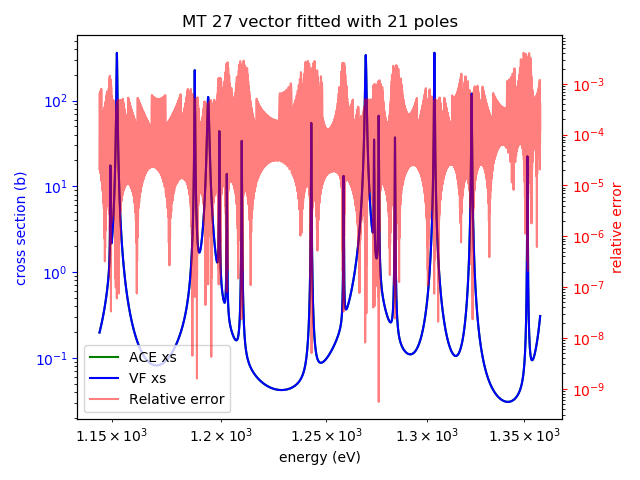 MT 27 vector fitted with 21 poles
10²
10¹
10⁰
10⁻¹
cross section (b)
10⁻³
10⁻⁴
10⁻⁵
10⁻⁶
10⁻⁷
10⁻⁸
10⁻⁹
relative error
ACE xs
VF xs
Relative error
1.15 × 10³ 1.2 × 10³ 1.25 × 10³ 1.3 × 10³ 1.35 × 10³
energy (eV)